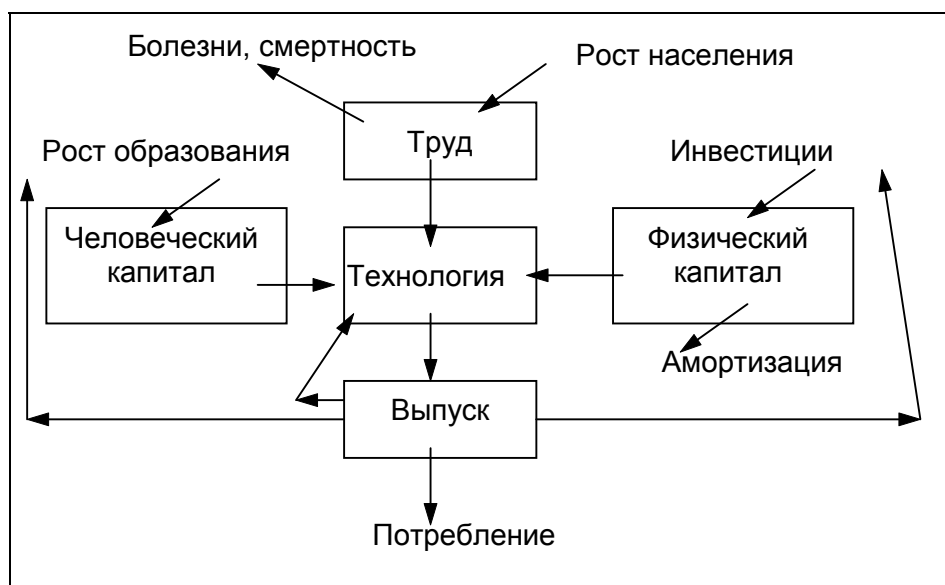 Болезни, смертность
Рост населения
Труд
Рост образования
Инвестиции
Человеческий
капитал
Технология
Физический
капитал
Амортизация
Выпуск
Потребление